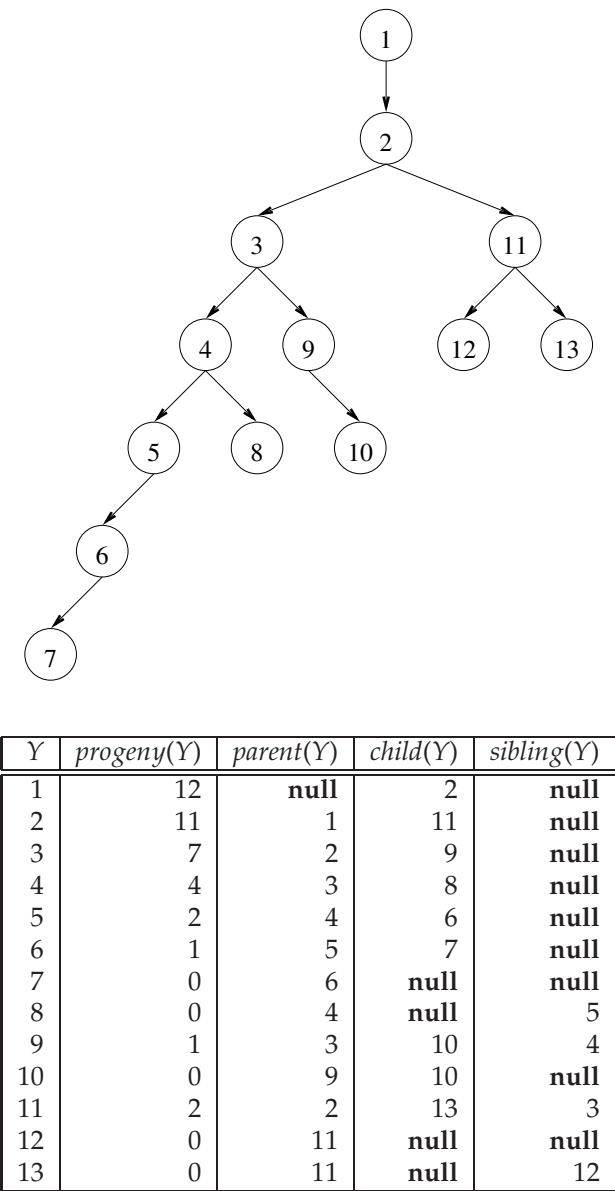 1
2
3 11
4 9 12 13
5 8 10
6
7
Y progeny(Y) parent(Y) child(Y) sibling(Y)
1 12 null 2 null
2 11 1 11 null
3 7 2 9 null
4 4 3 8 null
5 2 4 6 null
6 1 5 7 null
7 0 6 null null
8 0 4 null 5
9 1 3 10 4
10 0 9 10 null
11 2 2 13 3
12 0 11 null null
13 0 11 null 12